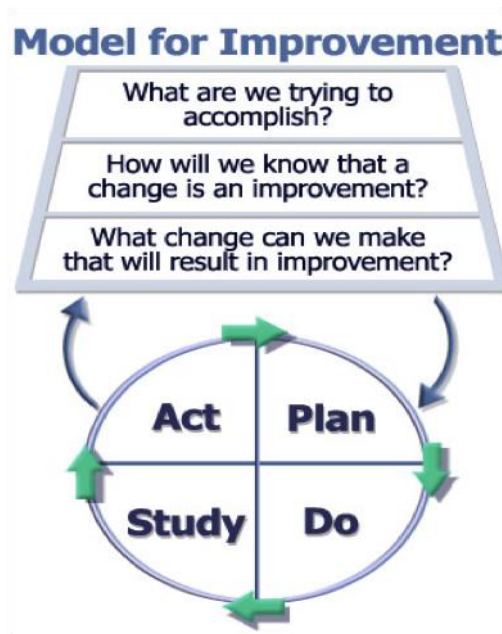 Model for Improvement
What are we trying to
accomplish?
How will we know that a
change is an improvement?
What change can we make
that will result in improvement?
Act
Plan
Study
Do